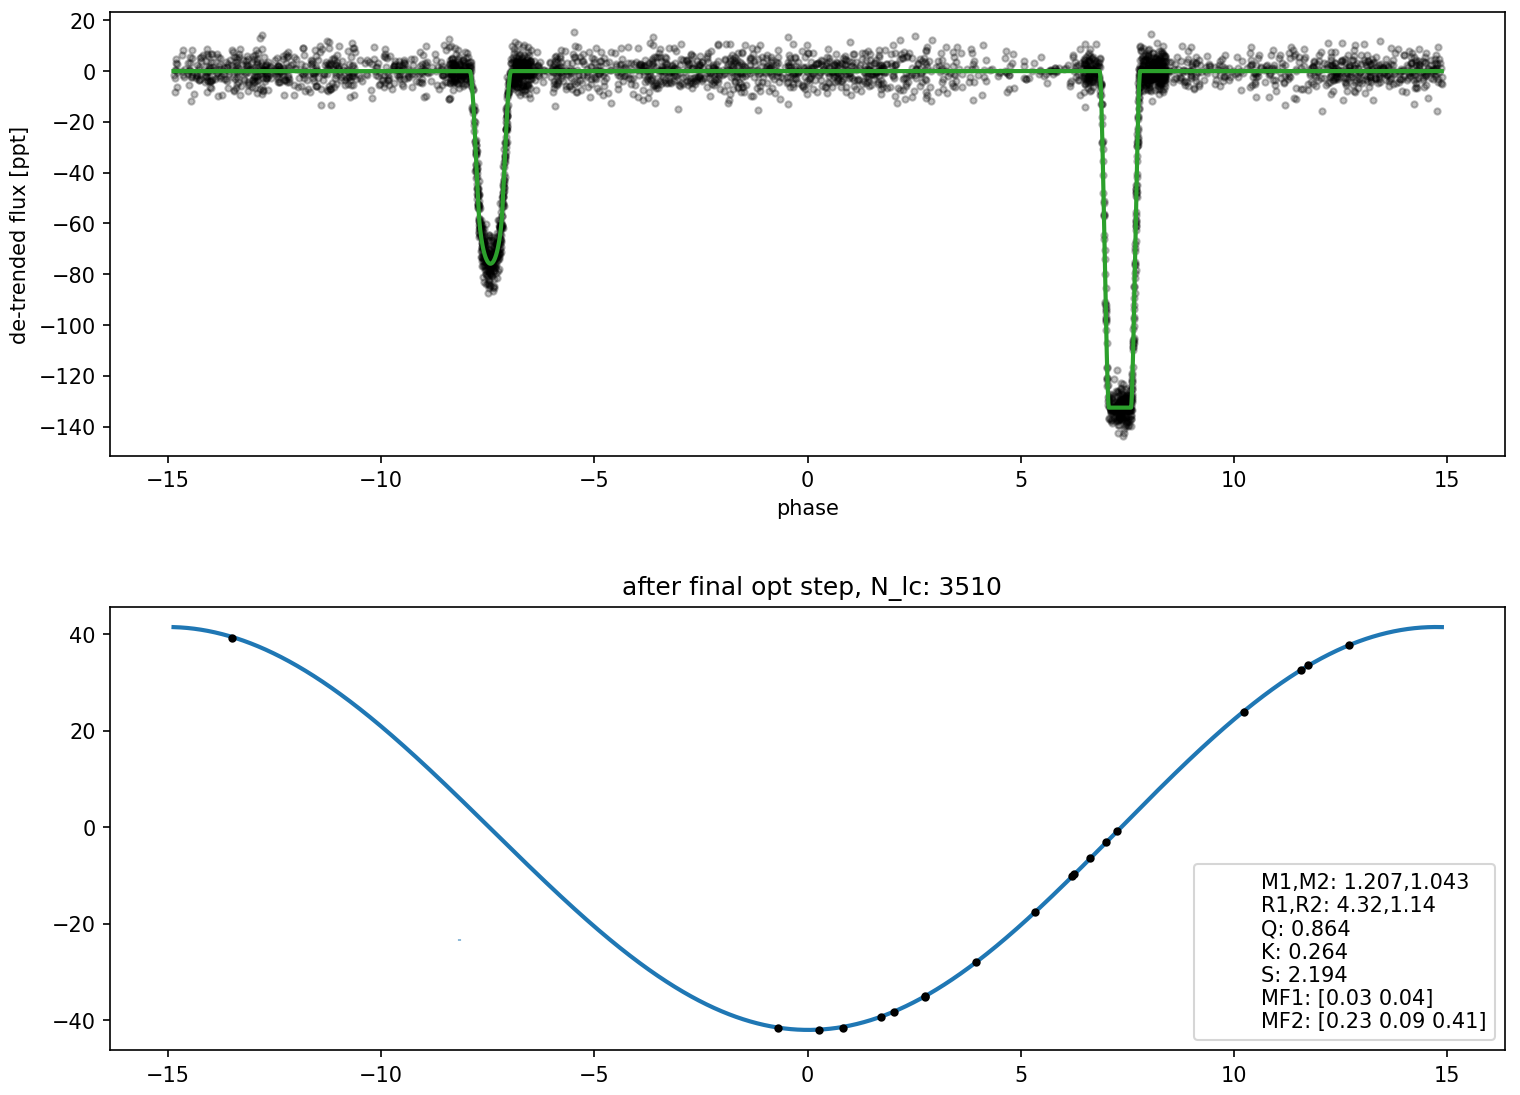 20
0
−20
−40
−60
−80
−100
−120
−140
de-trended flux [ppt]
−15 −10 −5 0 5 10 15
phase
after final opt step, N_lc: 3510
40
20
0
−20
−40
M1,M2: 1.207,1.043
R1,R2: 4.32,1.14
Q: 0.864
K: 0.264
S: 2.194
MF1: [0.03 0.04]
MF2: [0.23 0.09 0.41]
−15 −10 −5 0 5 10 15